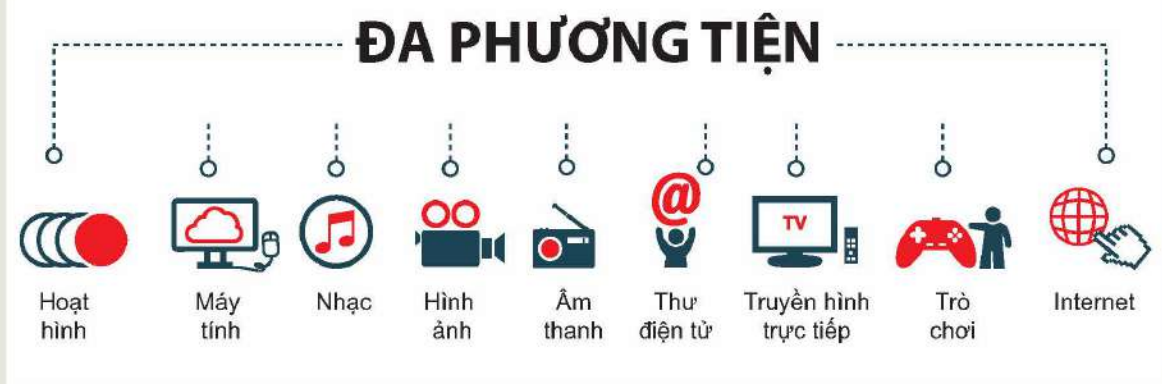 ĐA PHƯƠNG TIỆN
@
TV
Hoạt
hình
Máy
tính
Nhạc
Hình
ảnh
Âm
thanh
Thư
điện tử
Truyền hình
trực tiếp
Trò
chơi
Internet